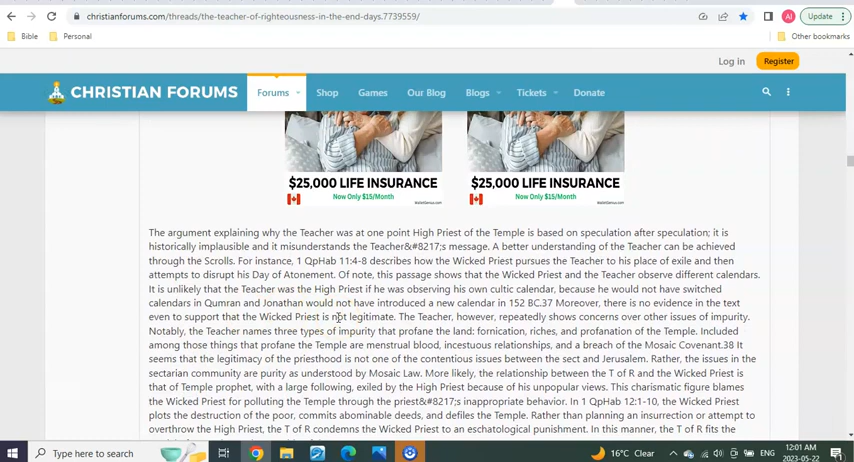 christianforums.com/threads/the-teacher-of-righteousness-in-the-end-days.7739559/
AI
Update
Bible
Personal
Other bookmarks
Log in
Register
CHRISTIAN FORUMS
Forums
Shop
Games
Our Blog
Blogs
Tickets
Donate
$25,000 LIFE INSURANCE
$25,000 LIFE INSURANCE
Now Only $15/Month
Now Only $15/Month
The argument explaining why the Teacher was at one point High Priest of the Temple is based on speculation after speculation; it is
historically implausible and it misunderstands the Teacher&#8217;s message. A better understanding of the Teacher can be achieved
through the Scrolls. For instance, 1 QpHab 11:4-8 describes how the Wicked Priest pursues the Teacher to his place of exile and then
attempts to disrupt his Day of Atonement. Of note, this passage shows that the Wicked Priest and the Teacher observe different calendars.
It is unlikely that the Teacher was the High Priest if he was observing his own cultic calendar, because he would not have switched
calendars in Qumran and Jonathan would not have introduced a new calendar in 152 BC.37 Moreover, there is no evidence in the text
even to support that the Wicked Priest is not legitimate. The Teacher, however, repeatedly shows concerns over other issues of impurity.
Notably, the Teacher names three types of impurity that profane the land: fornication, riches, and profanation of the Temple. Included
among those things that profane the Temple are menstrual blood, incestuous relationships, and a breach of the Mosaic Covenant.38 It
seems that the legitimacy of the priesthood is not one of the contentious issues between the sect and Jerusalem. Rather, the issues in the
sectarian community are purity as understood by Mosaic Law. More likely, the relationship between the T of R and the Wicked Priest is
that of Temple prophet, with a large following, exiled by the High Priest because of his unpopular views. This charismatic figure blames
the Wicked Priest for polluting the Temple through the priest&#8217;s inappropriate behavior. In 1 QpHab 12:1-10, the Wicked Priest
plots the destruction of the poor, commits abominable deeds, and defiles the Temple. Rather than planning an insurrection or attempt to
overthrow the High Priest, the T of R condemns the Wicked Priest to an eschatological punishment. In this manner, the T of R fits the
Type here to search
16°C Clear
ENG
12:01 AM
2023-05-22